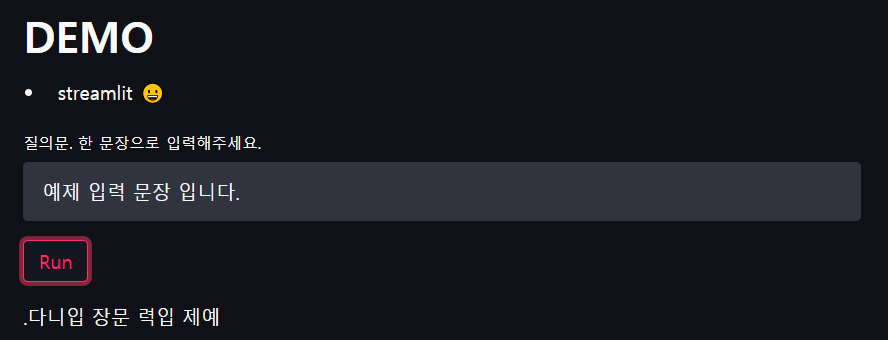 DEMO
• streamlit 😀
질의문. 한 문장으로 입력해주세요.
예제 입력 문장 입니다.
Run
.다니입 장문 력입 제예